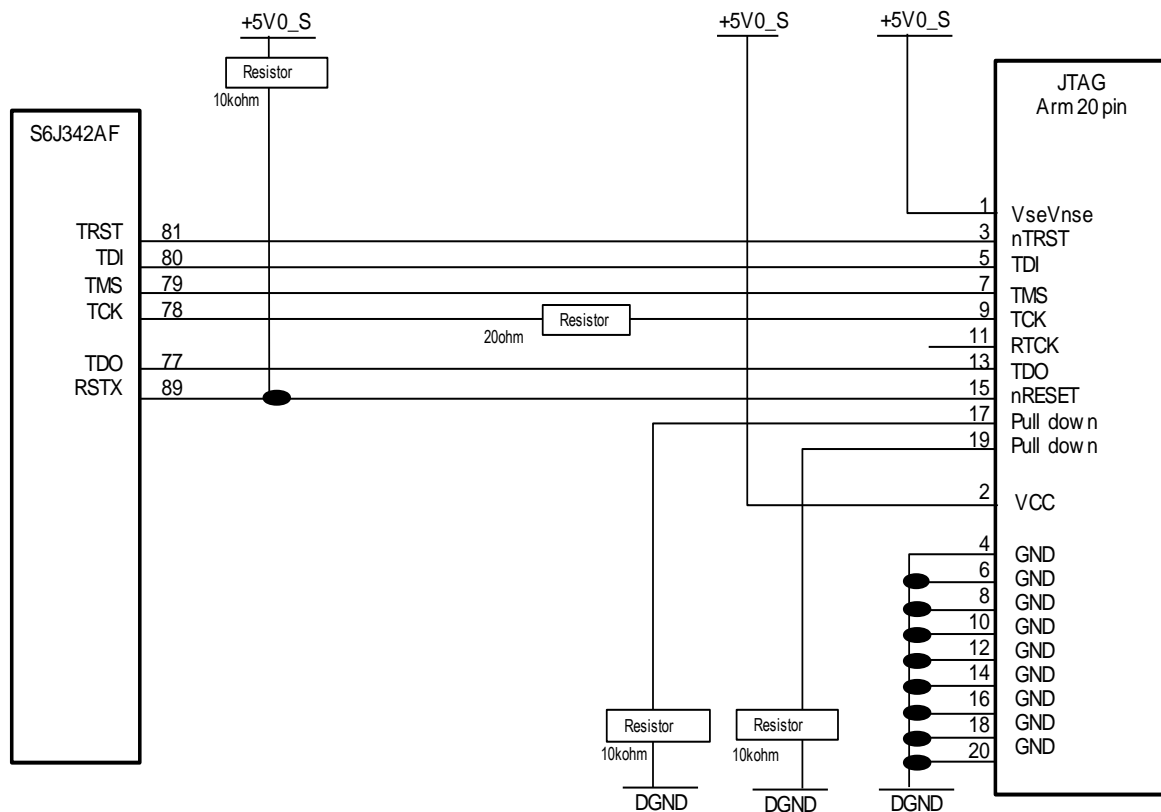 +5V0_S
+5V0_S
+5V0_S
Resistor
10kohm
JTAG
Arm 20 pin
S6J342AF
1 VseVnse
TRST 81
3 nTRST
TDI 80
5 TDI
TMS 79
7 TMS
TCK 78
Resistor
20ohm
9 TCK
11 RTCK
TDO 77
13 TDO
RSTX 89
15 nRESET
17 Pull down
19 Pull down
2 VCC
4 GND
6 GND
8 GND
10 GND
12 GND
14 GND
16 GND
18 GND
20
Resistor
10kohm
Resistor
10kohm
DGND
DGND
DGND